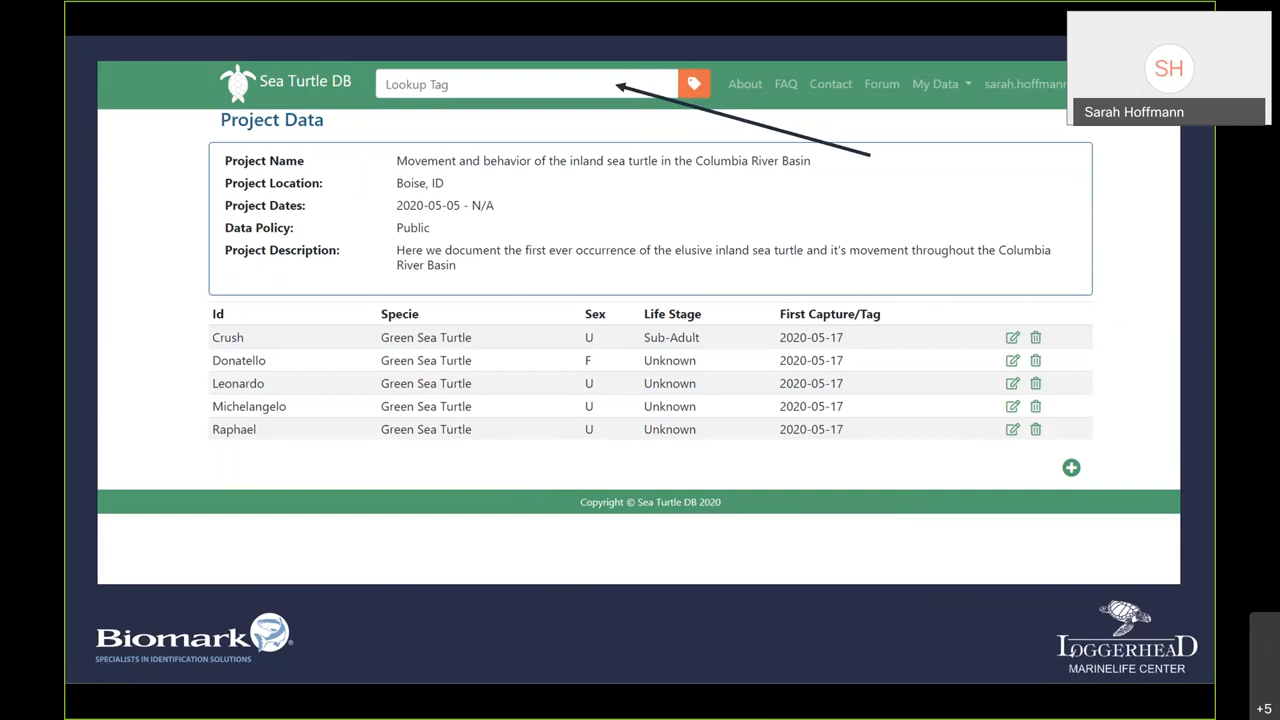 SH
Sarah Hoffmann
Sea Turtle DB
Lookup Tag
About FAQ Contact Forum My Data sarah.hoffmann
Project Data
Project Name Movement and behavior of the inland sea turtle in the Columbia River Basin
Project Location: Boise, ID
Project Dates: 2020-05-05 - N/A
Data Policy: Public
Project Description: Here we document the first ever occurrence of the elusive inland sea turtle and it's movement throughout the Columbia
River Basin
Id Specie Sex Life Stage First Capture/Tag
Crush Green Sea Turtle U Sub-Adult 2020-05-17
Donatello Green Sea Turtle F Unknown 2020-05-17
Leonardo Green Sea Turtle U Unknown 2020-05-17
Michelangelo Green Sea Turtle U Unknown 2020-05-17
Raphael Green Sea Turtle U Unknown 2020-05-17
Copyright © Sea Turtle DB 2020
Biomark
SPECIALISTS IN IDENTIFICATION SOLUTIONS
LOGGERHEAD
MARINELIFE CENTER
+5